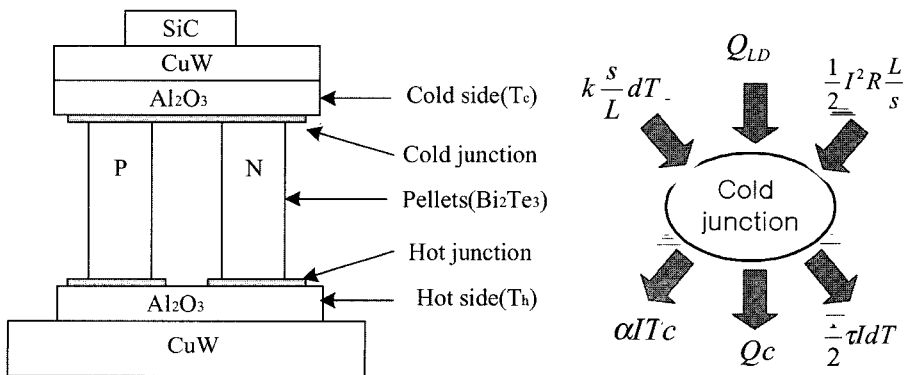 SiC
CuW
Al2O3
Cold side(Tc)
Cold junction
P
N
Pellets(Bi2Te3)
Hot junction
Al2O3
Hot side(Th)
CuW
k s/L dT
QLD
1/2 I²R L/s
Cold
junction
αITc
Qc
1/2 τIdT